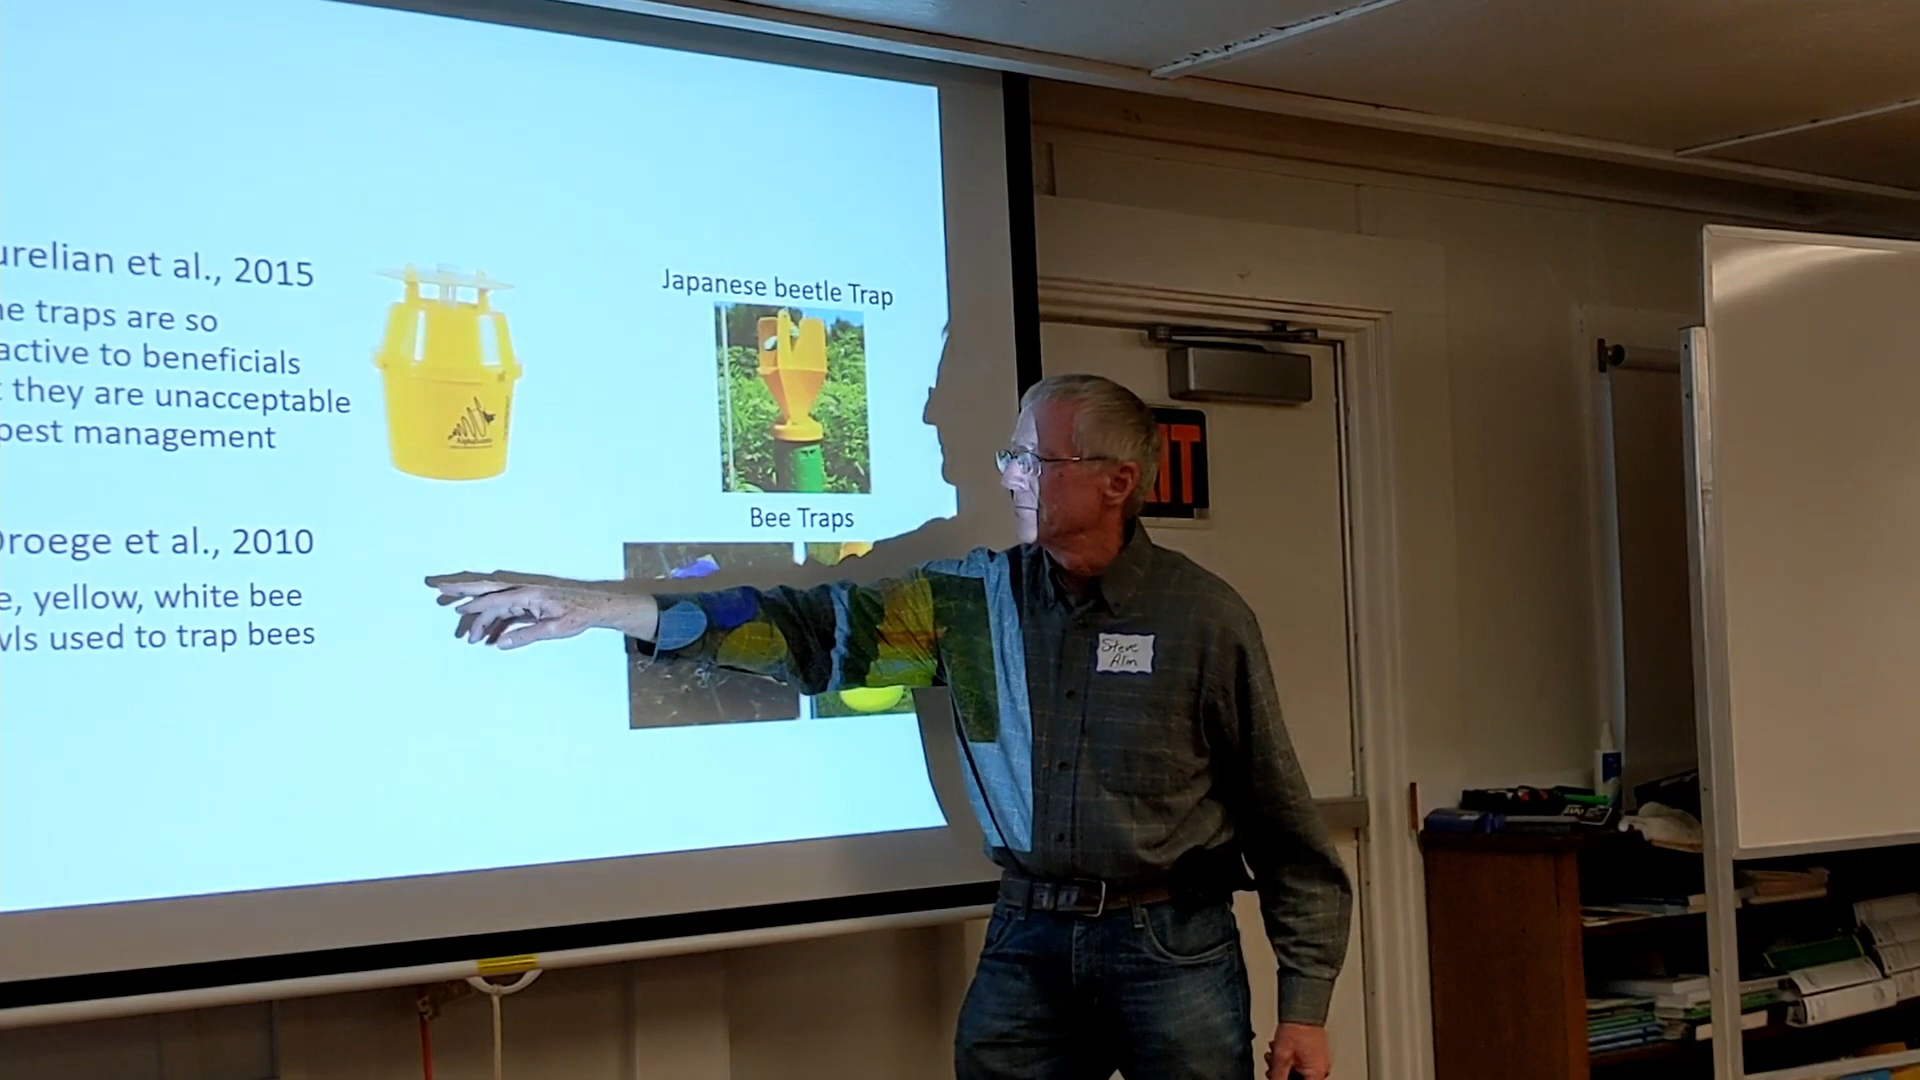 urelian et al., 2015
ne traps are so
active to beneficials
t they are unacceptable
pest management
Droege et al., 2010
e, yellow, white bee
wls used to trap bees
Japanese beetle Trap
Bee Traps
XIT
Steve
Alm